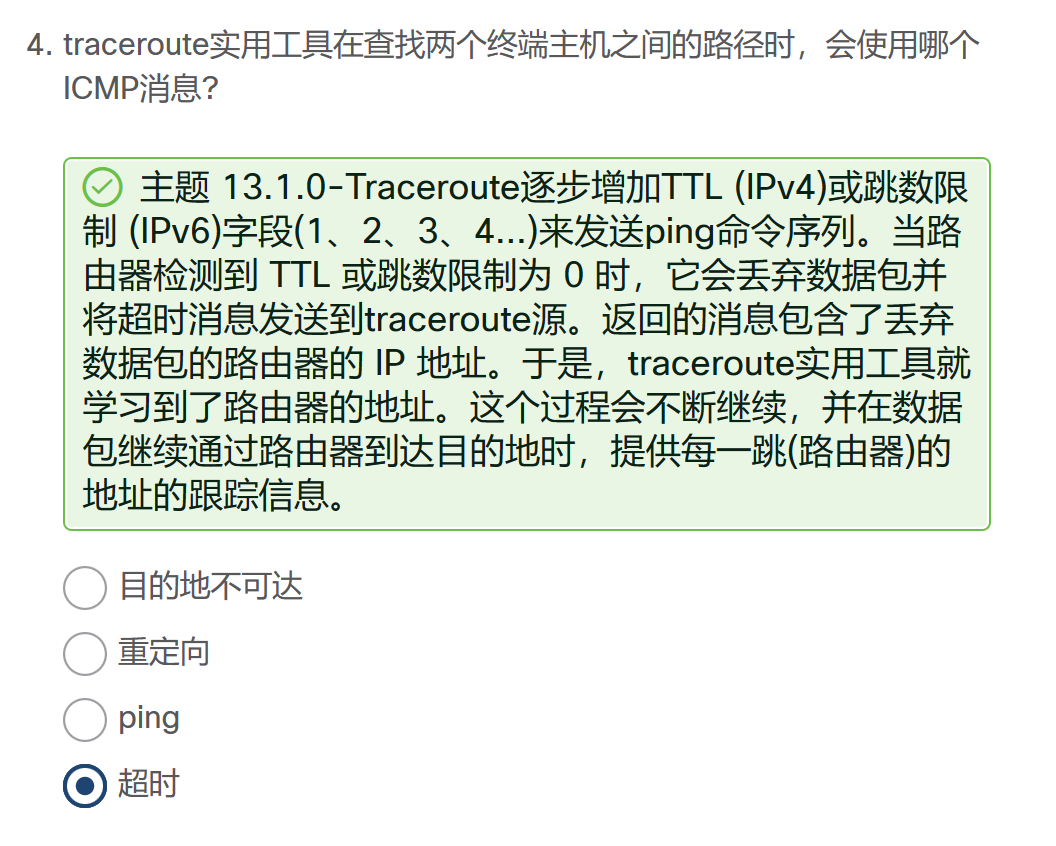 4. traceroute实用工具在查找两个终端主机之间的路径时，会使用哪个
ICMP消息？
主题 13.1.0-Traceroute逐步增加TTL (IPv4)或跳数限
制 (IPv6)字段(1、2、3、4...)来发送ping命令序列。当路
由器检测到 TTL 或跳数限制为 0 时，它会丢弃数据包并
将超时消息发送到traceroute源。返回的消息包含了丢弃
数据包的路由器的 IP 地址。于是，traceroute实用工具就
学习到了路由器的地址。这个过程会不断继续，并在数据
包继续通过路由器到达目的地时，提供每一跳(路由器)的
地址的跟踪信息。
目的地不可达
重定向
ping
超时